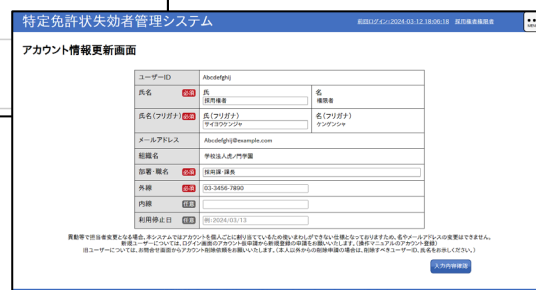 特定免許状失効者管理システム
前回ログイン:2024-03-12 18:06:18 採用権者権限者
アカウント情報更新画面
ユーザーID Abcdefghij
氏名 必須 氏 名
採用権者 権限者
氏名(フリガナ) 必須 氏(フリガナ) 名(フリガナ)
サイヨウケンジャ ケンゲンシャ
メールアドレス Abcdefghij@example.com
組織名 学校法人虎ノ門学園
部署・職名 必須 採用課・課長
外線 必須 03-3456-7890
内線 任意
利用停止日 任意 例:2024/03/13
異動等で担当者変更となる場合、本システムではアカウントを個人ごとに割り当てているため使いまわしができない仕様となっておりますため、名やメールアドレスの変更はできません。
新規ユーザーについては、ログイン画面のアカウント仮申請から新規登録の申請をお願いいたします。(操作マニュアルのアカウント登録)
旧ユーザーについては、お問合せ画面からアカウント削除依頼をお願いいたします。(本人以外からの削除申請の場合は、削除すべきユーザーID、氏名をお示しください。)
入力内容確認